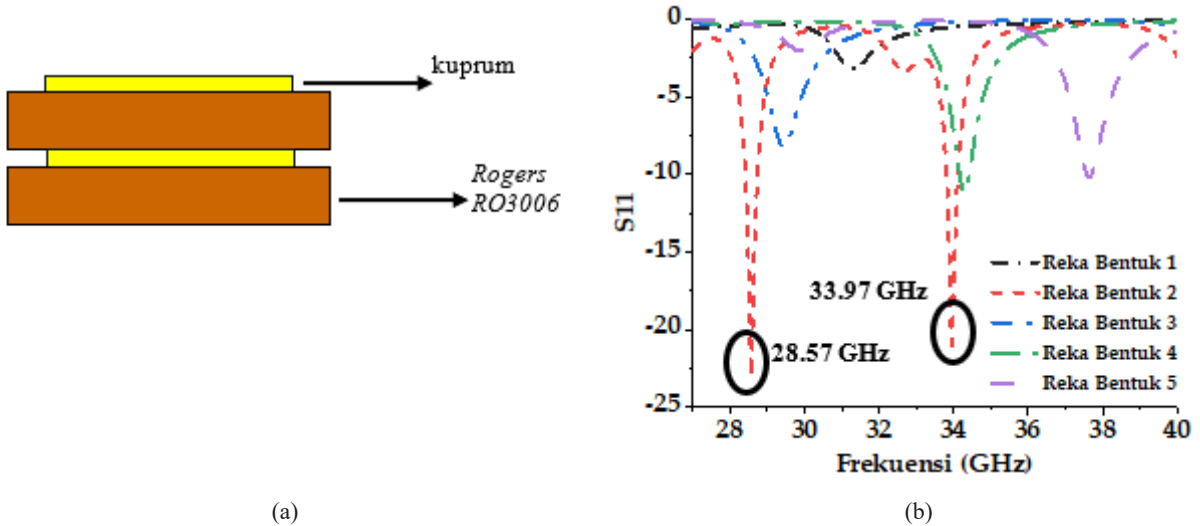 kuprum
Rogers
RO3006
(a)
0
-5
-10
-15
-20
-25
S11
33.97 GHz
28.57 GHz
Reka Bentuk 1
Reka Bentuk 2
Reka Bentuk 3
Reka Bentuk 4
Reka Bentuk 5
28 30 32 34 36 38 40
Frekuensi (GHz)
(b)